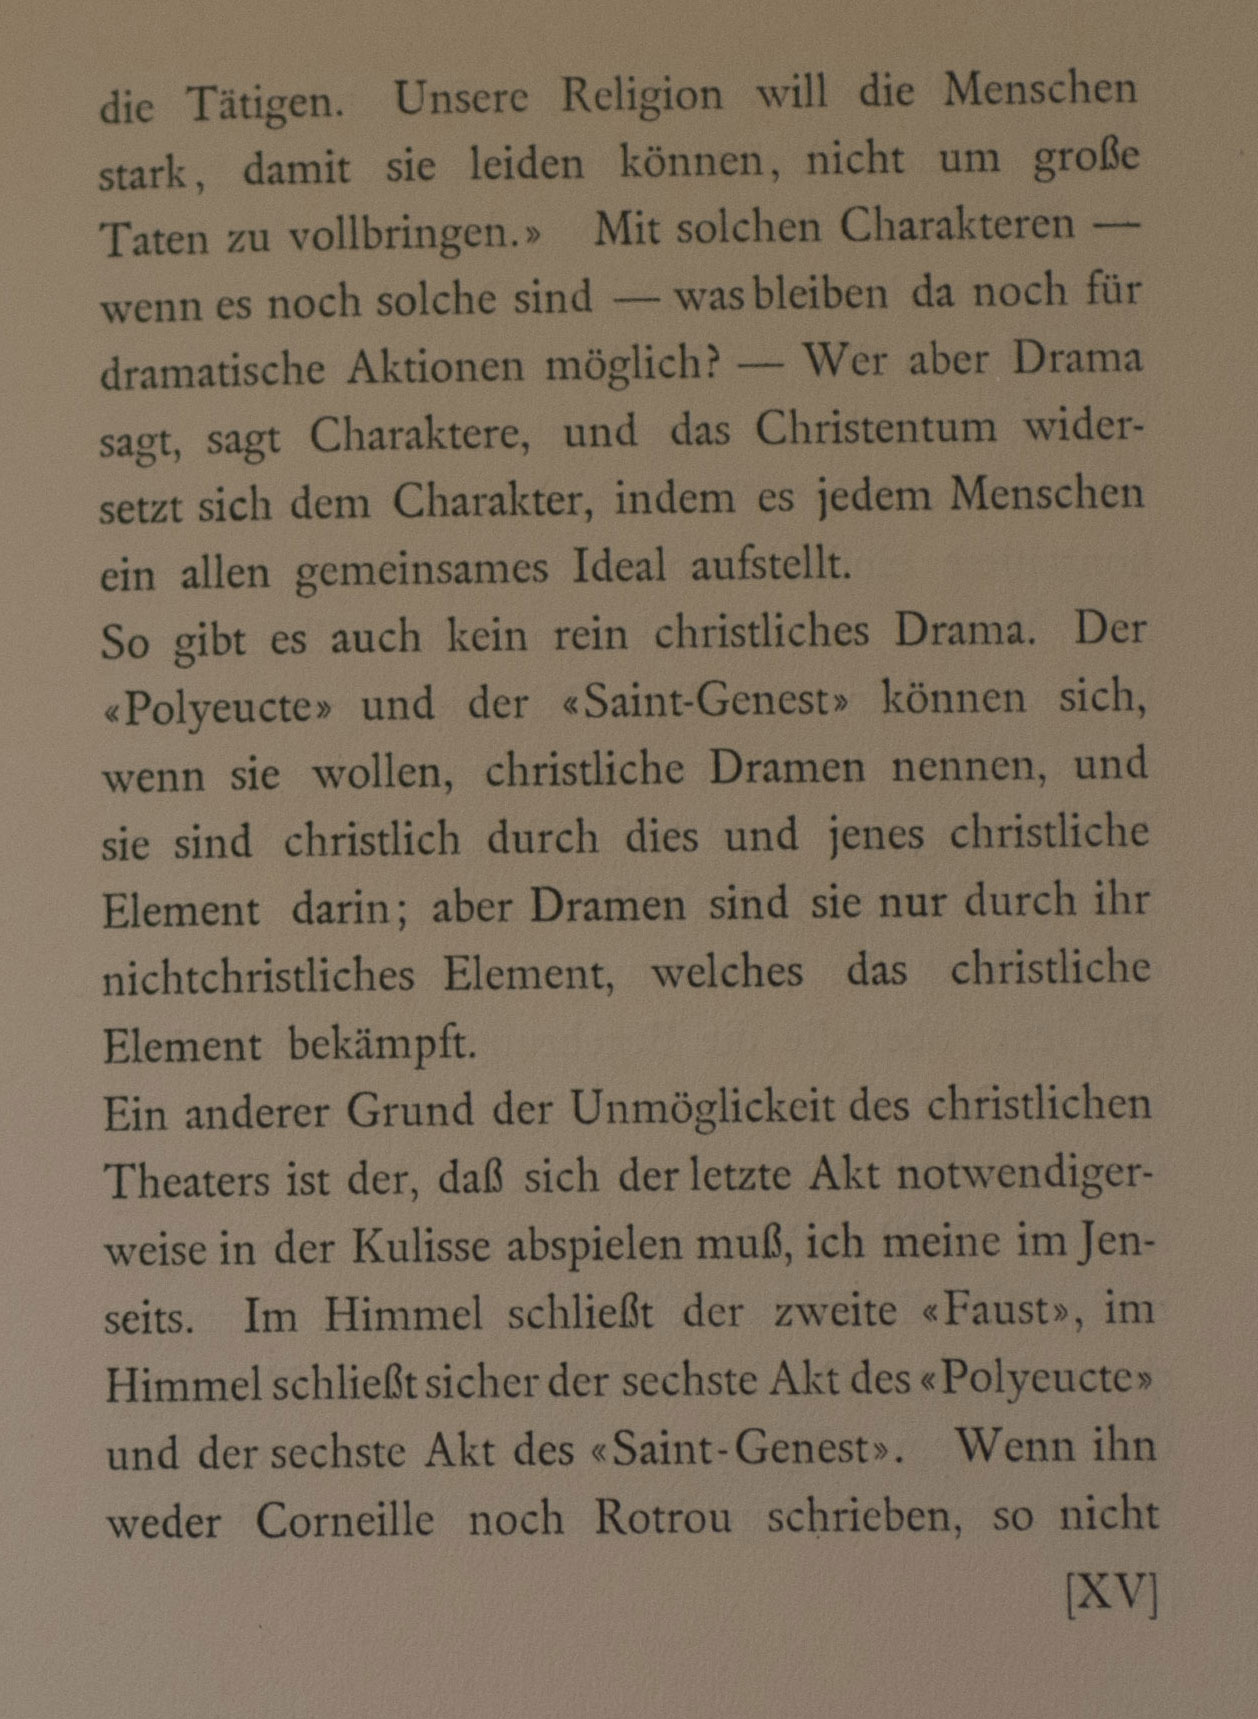 die Tätigen. Unsere Religion will die Menschen
stark, damit sie leiden können, nicht um große
Taten zu vollbringen.» Mit solchen Charakteren —
wenn es noch solche sind — was bleiben da noch für
dramatische Aktionen möglich? — Wer aber Drama
sagt, sagt Charaktere, und das Christentum wider-
setzt sich dem Charakter, indem es jedem Menschen
ein allen gemeinsames Ideal aufstellt.
So gibt es auch kein rein christliches Drama. Der
«Polyeucte» und der «Saint-Genest» können sich,
wenn sie wollen, christliche Dramen nennen, und
sie sind christlich durch dies und jenes christliche
Element darin; aber Dramen sind sie nur durch ihr
nichtchristliches Element, welches das christliche
Element bekämpft.
Ein anderer Grund der Unmöglickeit des christlichen
Theaters ist der, daß sich der letzte Akt notwendiger-
weise in der Kulisse abspielen muß, ich meine im Jen-
seits. Im Himmel schließt der zweite «Faust», im
Himmel schließt sicher der sechste Akt des «Polyeucte»
und der sechste Akt des «Saint-Genest». Wenn ihn
weder Corneille noch Rotrou schrieben, so nicht
[XV]